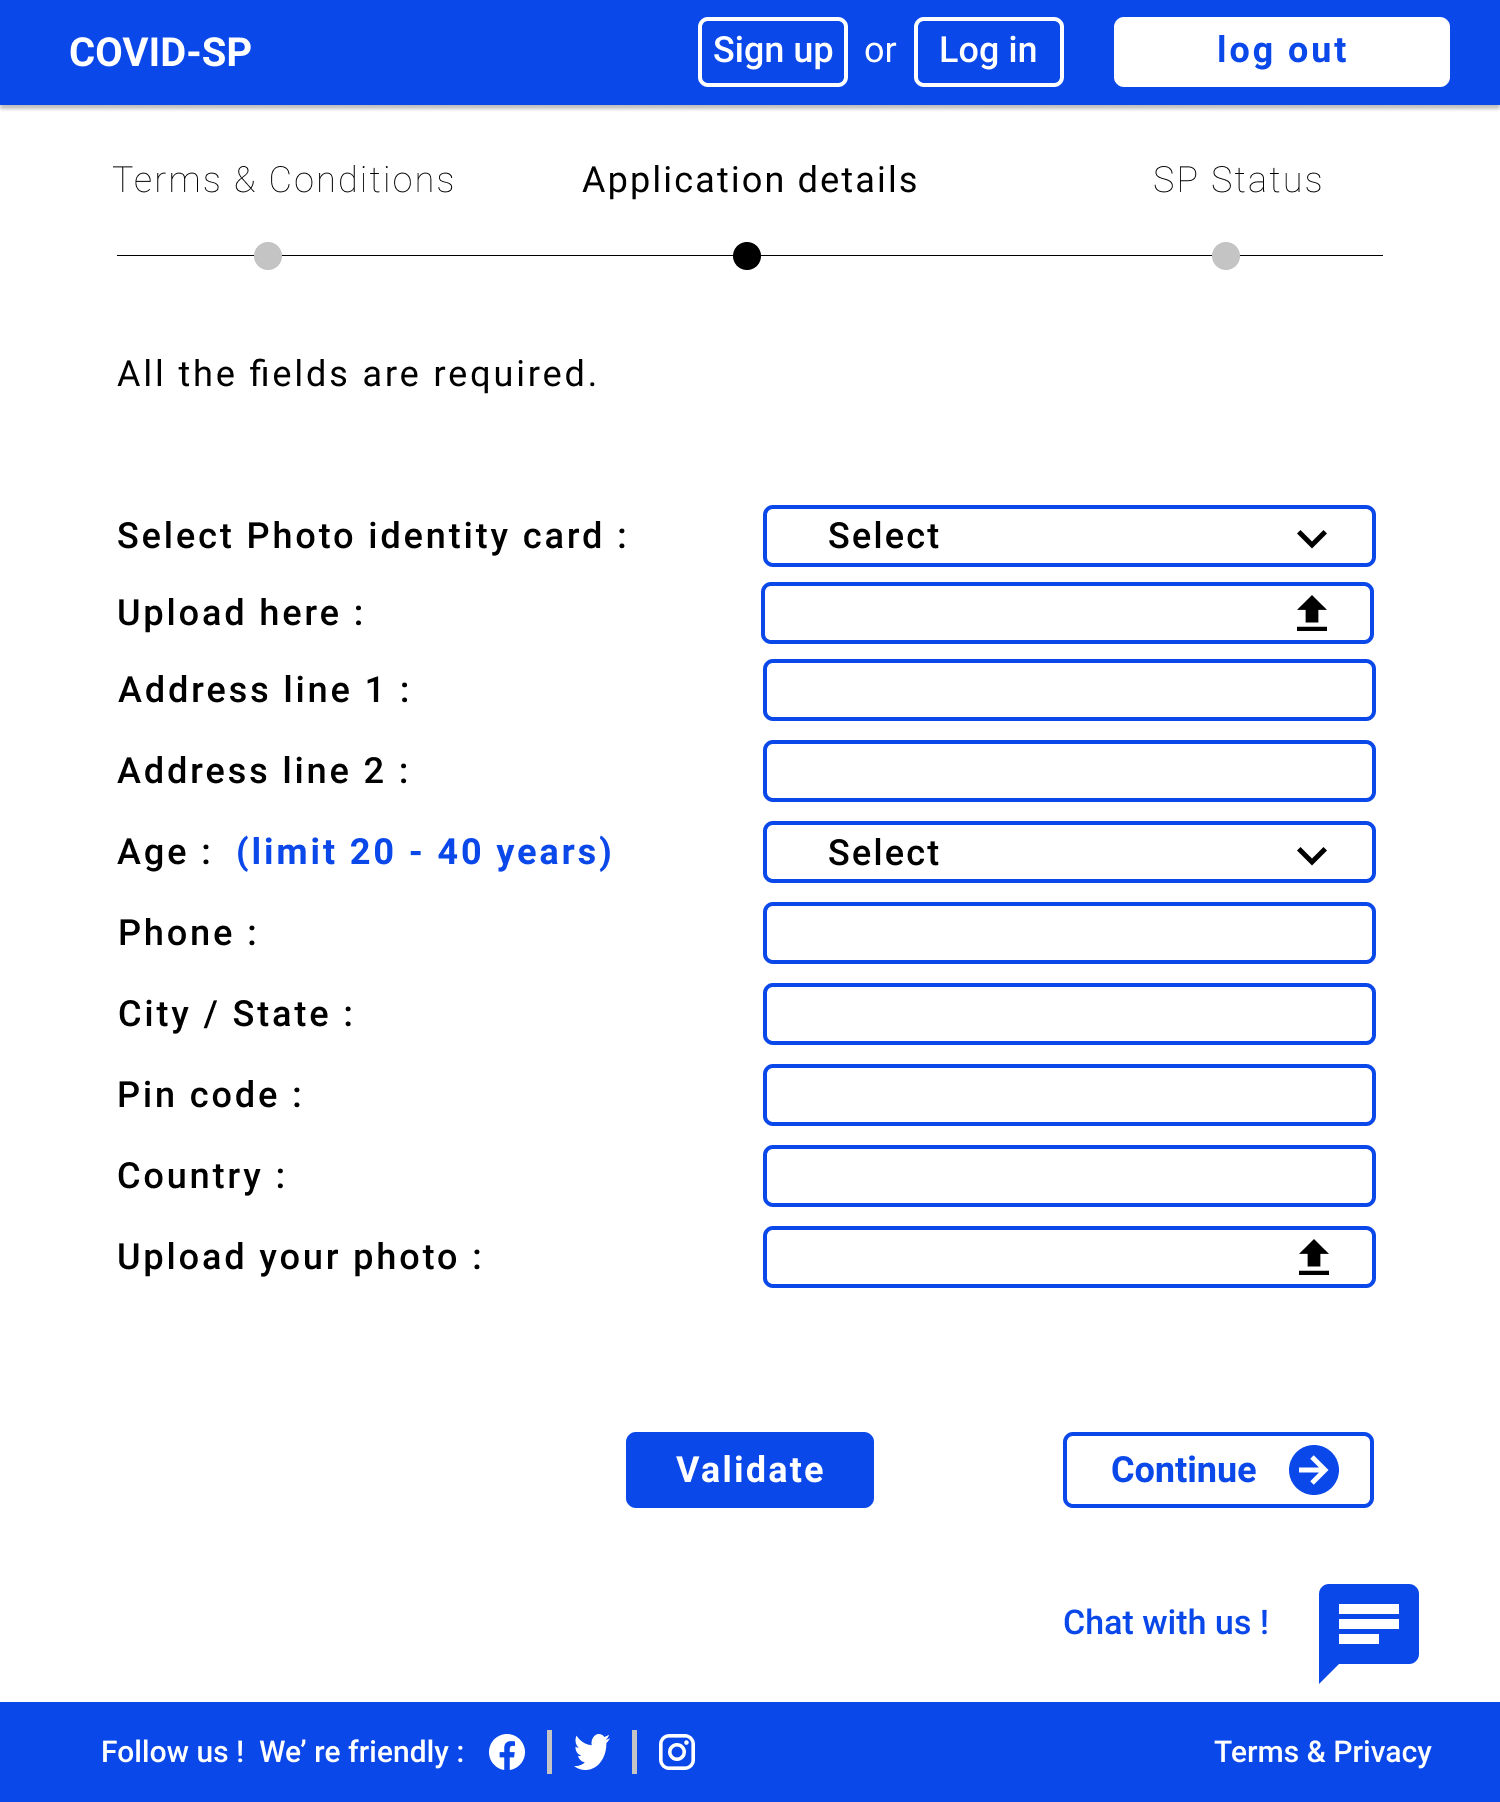 COVID-SP
Sign up or Log in
log out
Terms & Conditions
Application details
SP Status
All the fields are required.
Select Photo identity card :
Select
Upload here :
Address line 1 :
Address line 2 :
Age : (limit 20 - 40 years)
Select
Phone :
City / State :
Pin code :
Country :
Upload your photo :
Validate
Continue
Chat with us !
Follow us ! We’ re friendly :
Terms & Privacy